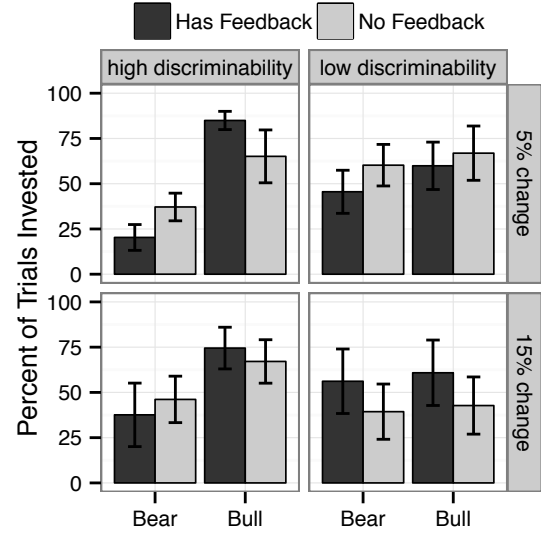 Has Feedback No Feedback
high discriminability low discriminability
Percent of Trials Invested
100
75
50
25
0
5% change
100
75
50
25
0
15% change
Bear Bull Bear Bull